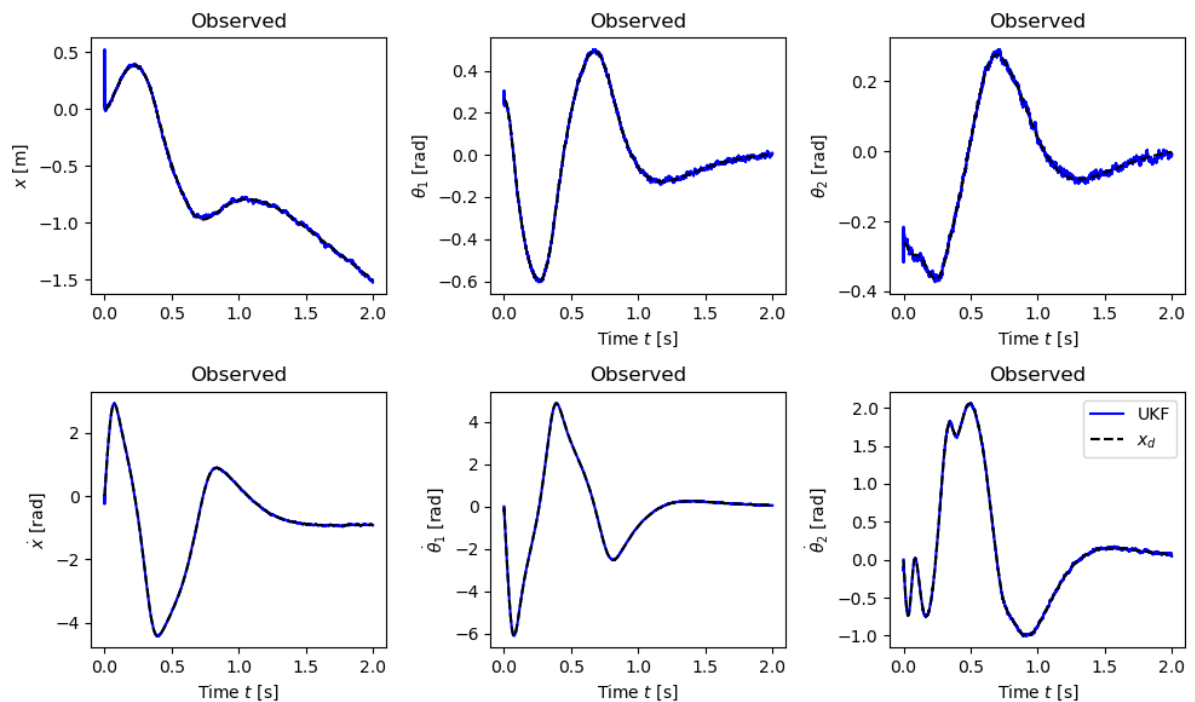 Observed
Observed
Observed
0.5
0.0
−0.5
−1.0
−1.5
x [m]
0.0 0.5 1.0 1.5 2.0
0.4
0.2
0.0
−0.2
−0.4
−0.6
θ1 [rad]
0.0 0.5 1.0 1.5 2.0
Time t [s]
0.2
0.0
−0.2
−0.4
θ2 [rad]
0.0 0.5 1.0 1.5 2.0
Time t [s]
Observed
Observed
Observed
2
0
−2
−4
ẋ [rad]
0.0 0.5 1.0 1.5 2.0
Time t [s]
4
2
0
−2
−4
−6
θ̇1 [rad]
0.0 0.5 1.0 1.5 2.0
Time t [s]
2.0
1.5
1.0
0.5
0.0
−0.5
−1.0
θ̇2 [rad]
0.0 0.5 1.0 1.5 2.0
Time t [s]
UKF
xd